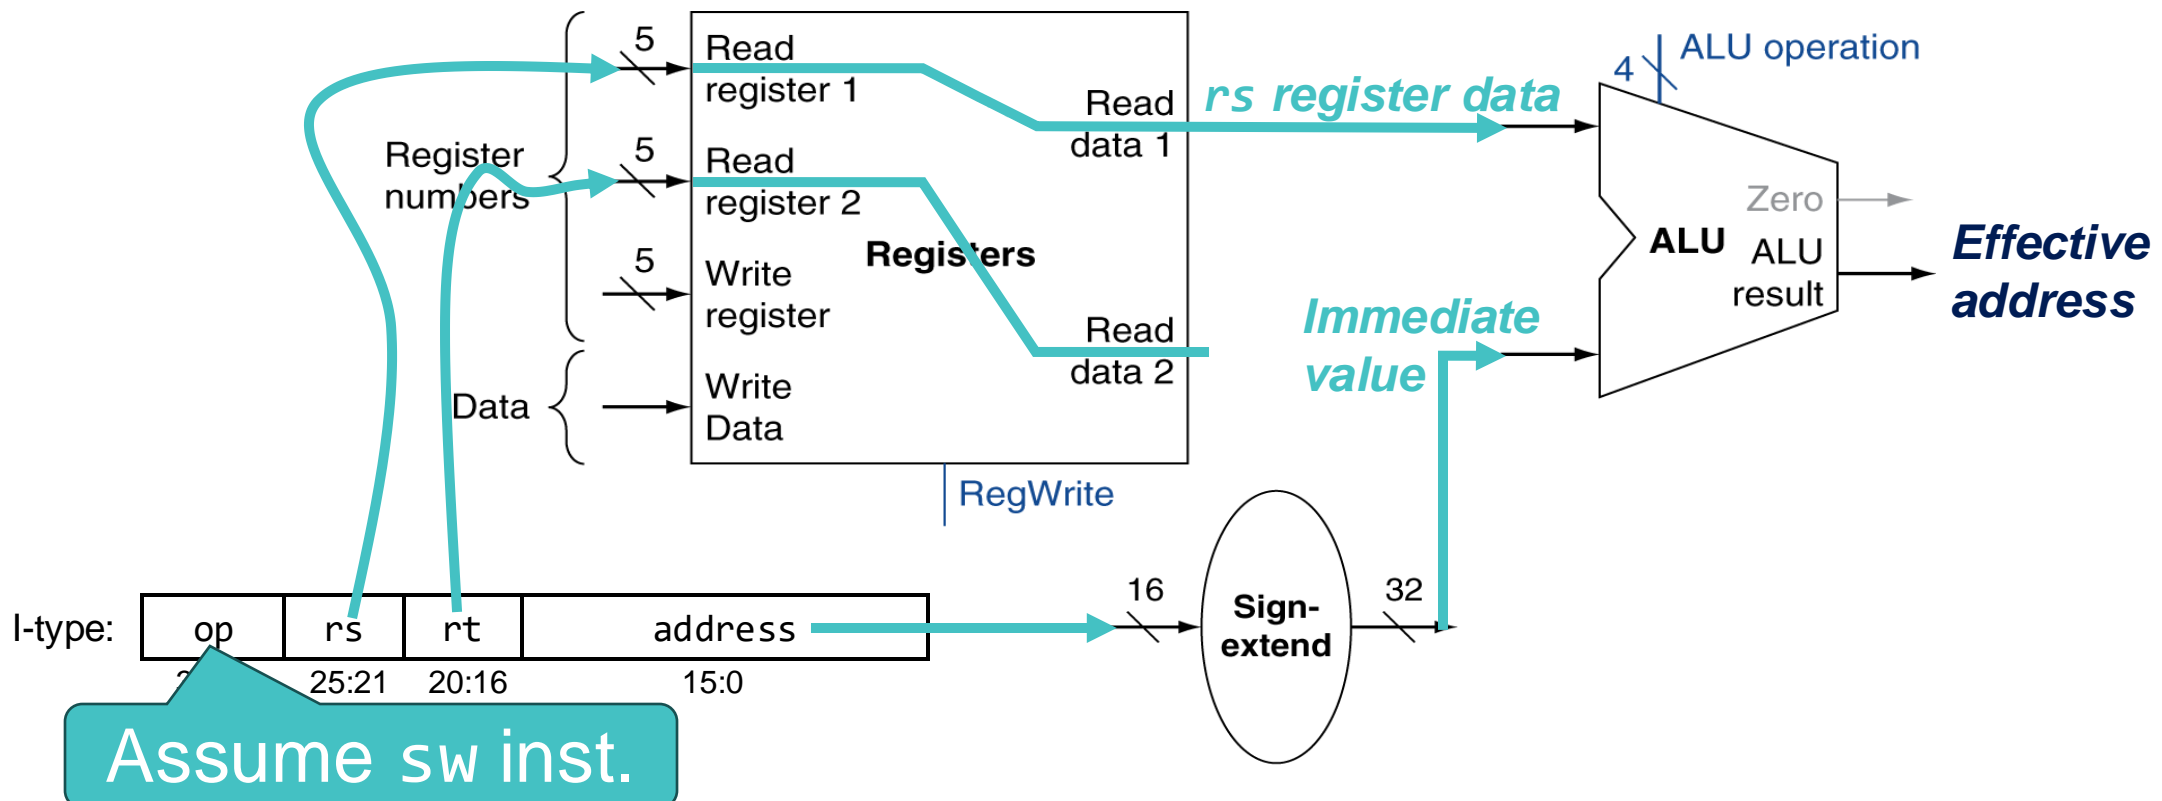 5
Read
register 1
Register
numbers
5
Read
register 2
5
Write
register
Data
Write
Data
Registers
Read
data 1
Read
data 2
RegWrite
rs register data
Immediate
value
4
ALU operation
Zero
ALU
ALU
result
Effective
address
16
Sign-
extend
32
I-type:
op rs rt address
25:21 20:16 15:0
Assume sw inst.